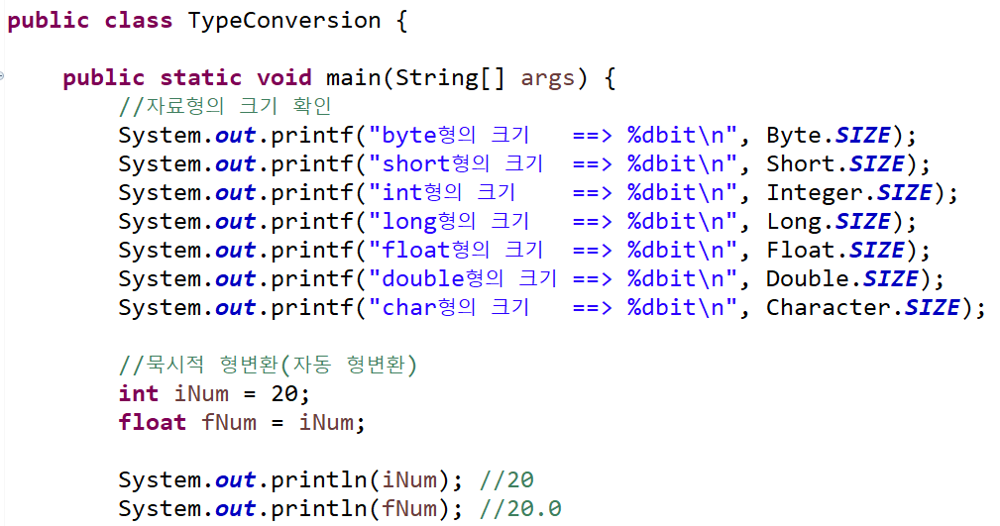 public class TypeConversion {
public static void main(String[] args) {
//자료형의 크기 확인
System.out.printf("byte형의 크기   ==> %dbit\n", Byte.SIZE);
System.out.printf("short형의 크기  ==> %dbit\n", Short.SIZE);
System.out.printf("int형의 크기    ==> %dbit\n", Integer.SIZE);
System.out.printf("long형의 크기   ==> %dbit\n", Long.SIZE);
System.out.printf("float형의 크기  ==> %dbit\n", Float.SIZE);
System.out.printf("double형의 크기 ==> %dbit\n", Double.SIZE);
System.out.printf("char형의 크기   ==> %dbit\n", Character.SIZE);
//묵시적 형변환(자동 형변환)
int iNum = 20;
float fNum = iNum;
System.out.println(iNum); //20
System.out.println(fNum); //20.0